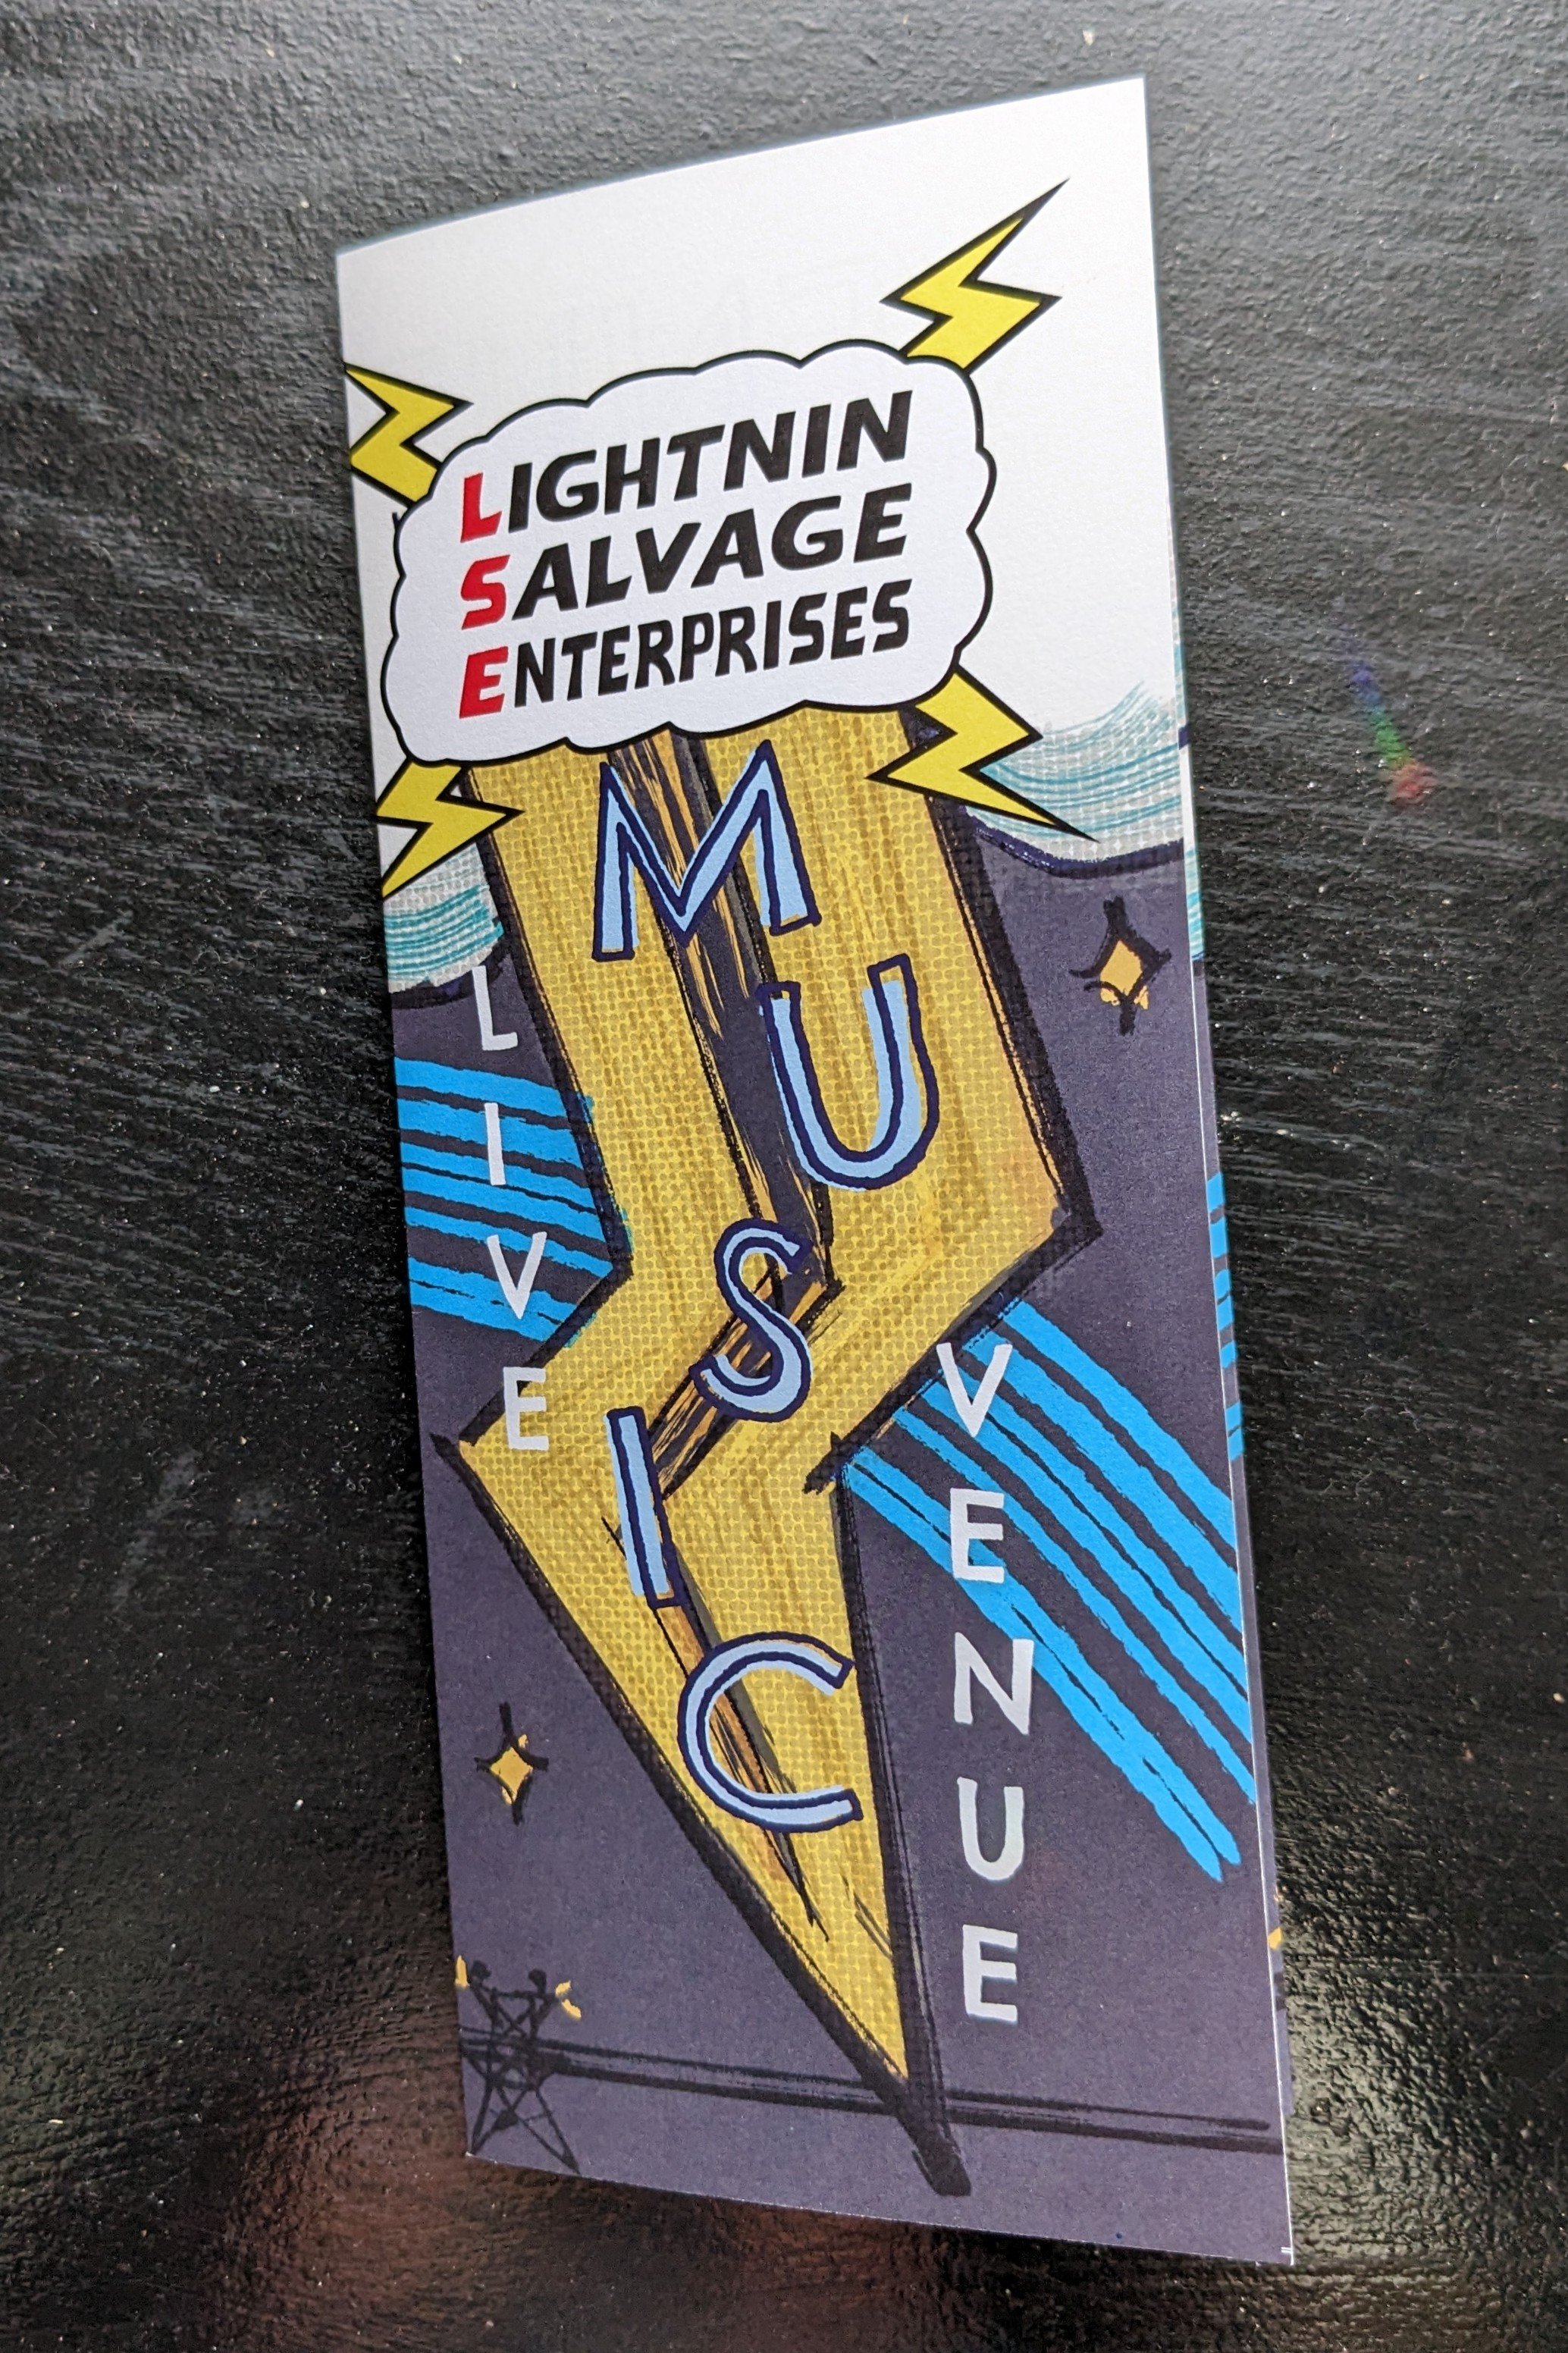 LIGHTNIN
SALVAGE
ENTERPRISES
LIVE
MUSIC
VENUE